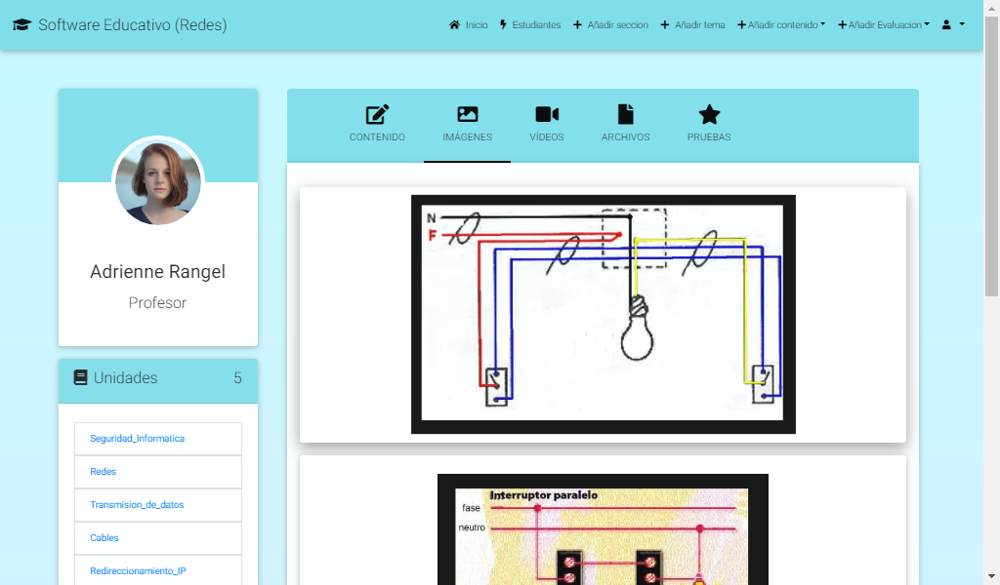 Software Educativo (Redes)
Inicio
Estudiantes
Añadir seccion
Añadir tema
Añadir contenido
Añadir Evaluacion
CONTENIDO
IMÁGENES
VÍDEOS
ARCHIVOS
PRUEBAS
Adrienne Rangel
Profesor
Unidades 5
Seguridad_Informatica
Redes
Transmision_de_datos
Cables
Redireccionamiento_IP
N
F
Interruptor paralelo
fase
neutro